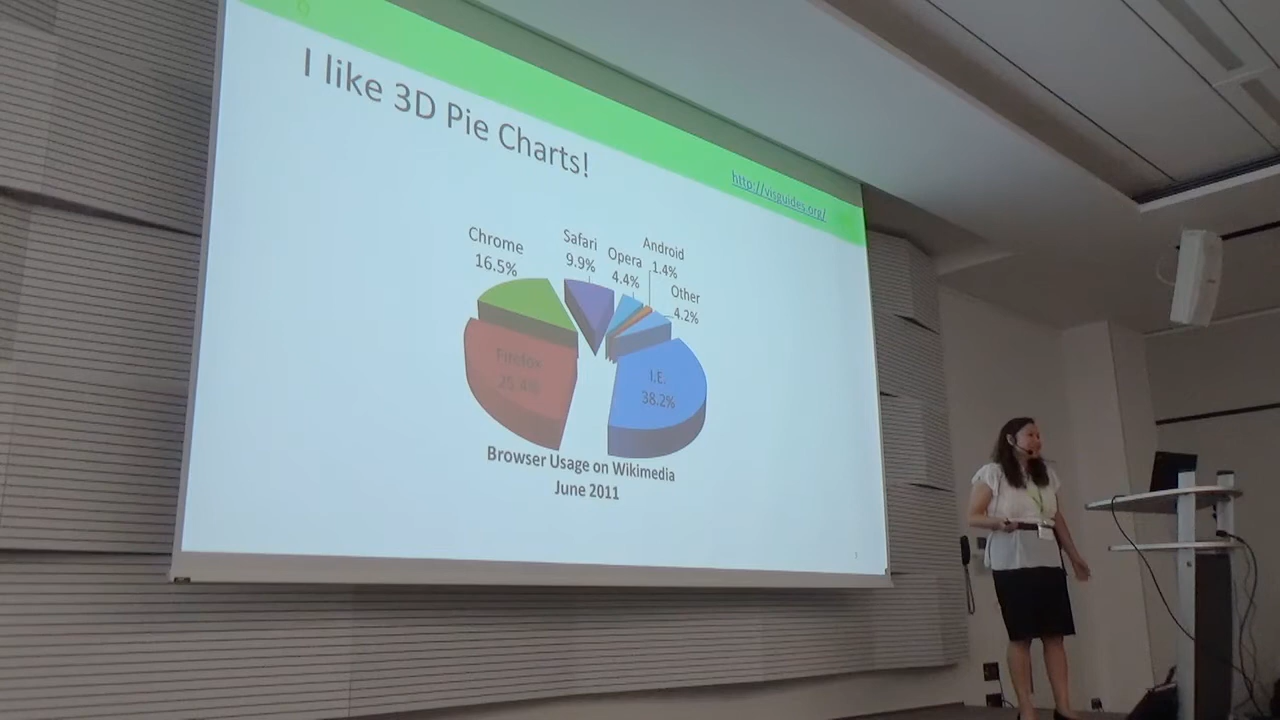 I like 3D Pie Charts!
http://visguides.org/
Chrome
16.5%
Safari
9.9%
Opera
4.4%
Android
1.4%
Other
4.2%
Firefox
25.4%
I.E.
38.2%
Browser Usage on Wikimedia
June 2011